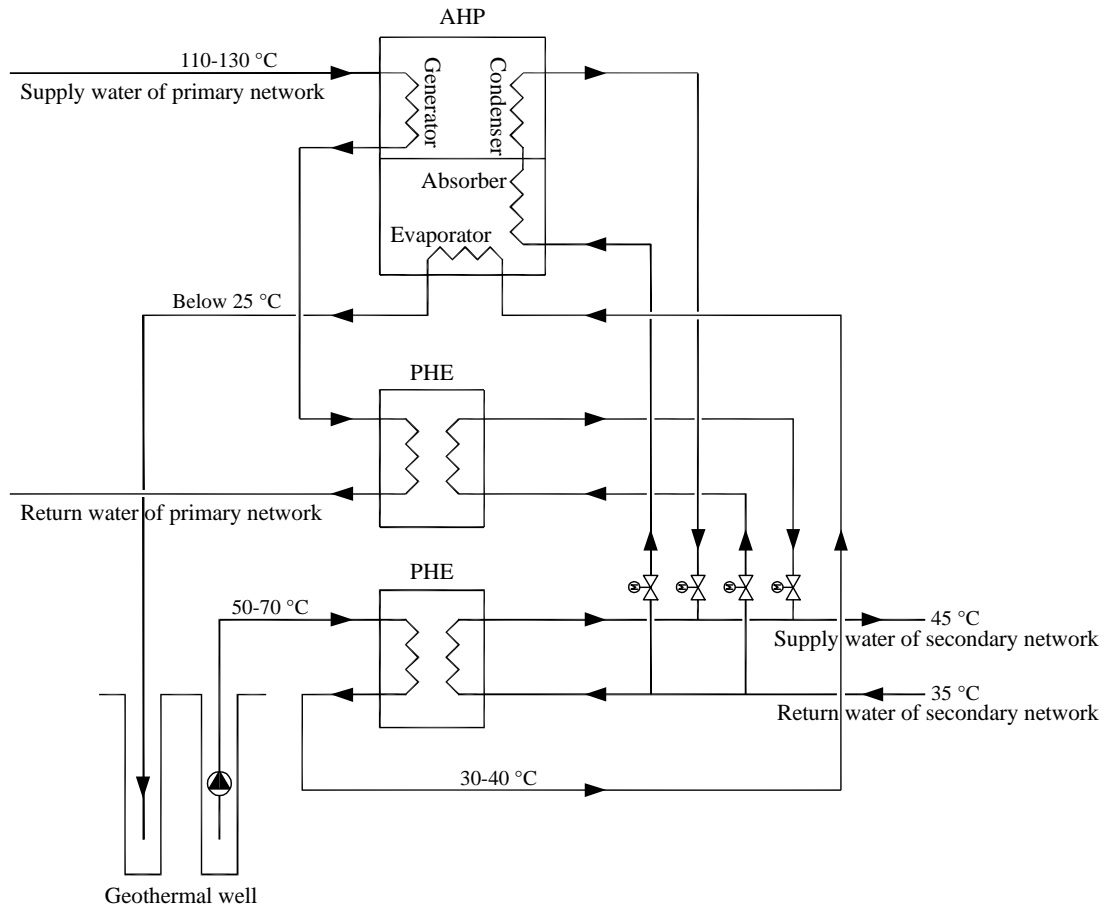 AHP
110-130 °C
Supply water of primary network
Generator
Condenser
Absorber
Evaporator
Below 25 °C
PHE
Return water of primary network
PHE
M
M
M
M
50-70 °C
45 °C
Supply water of secondary network
35 °C
Return water of secondary network
30-40 °C
Geothermal well